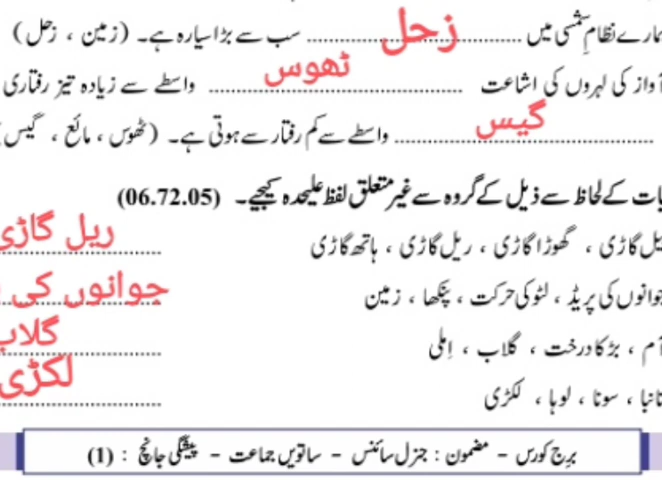 ہمارے نظامِ شمسی میں ........ زحل ........ سب سے بڑا سیارہ ہے۔ (زمین ، زحل)
آواز کی لہروں کی اشاعت ........ ٹھوس ........ واسطے سے زیادہ تیز رفتاری
........ گیس ........ واسطے سے کم رفتار سے ہوتی ہے۔ (ٹھوس ، مائع ، گیس)
کے لحاظ سے ذیل کے گروہ سے غیر متعلق لفظ علیحدہ کیجیے۔ (06.72.05)
بیل گاڑی ، گھوڑا گاڑی ، ریل گاڑی ، ہاتھ گاڑی ریل گاڑی
جوانوں کی پریڈ ، لٹو کی حرکت ، پنکھا ، زمین جوانوں کی
آم ، بڑ کا درخت ، گلاب ، اِملی گلاب
تانبا ، سونا ، لوہا ، لکڑی لکڑی
برج کورس - مضمون : جنرل سائنس - ساتویں جماعت - پیشگی جانچ : (1)